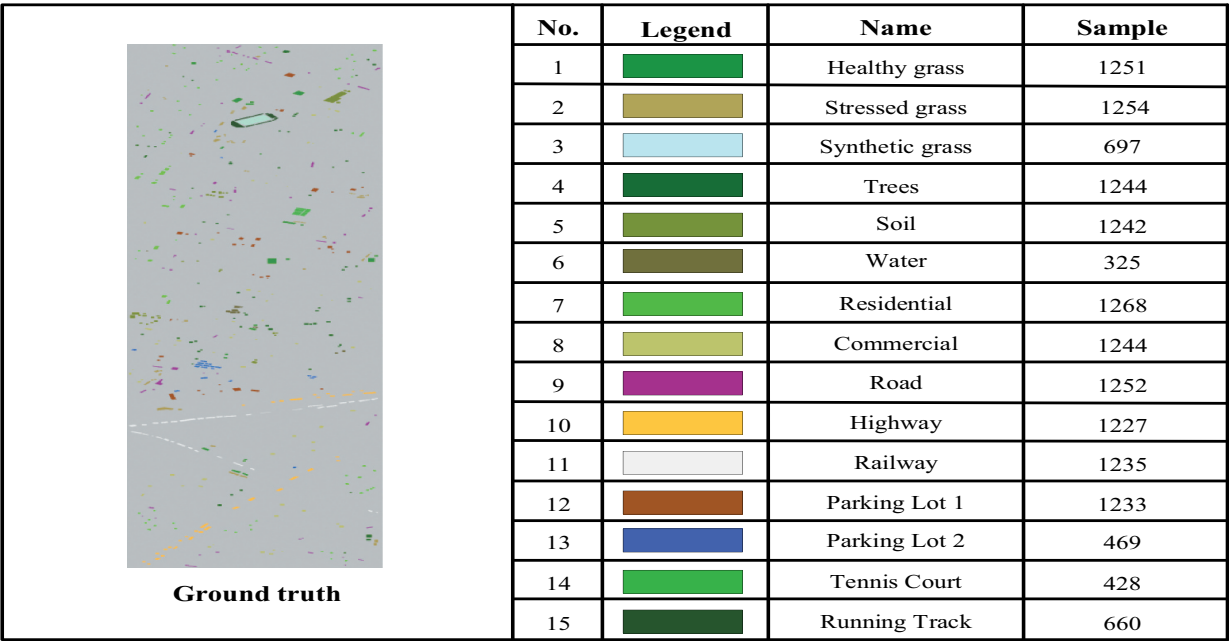 No. Legend Name Sample
1 Healthy grass 1251
2 Stressed grass 1254
3 Synthetic grass 697
4 Trees 1244
5 Soil 1242
6 Water 325
7 Residential 1268
8 Commercial 1244
9 Road 1252
10 Highway 1227
11 Railway 1235
12 Parking Lot 1 1233
13 Parking Lot 2 469
14 Tennis Court 428
15 Running Track 660
Ground truth